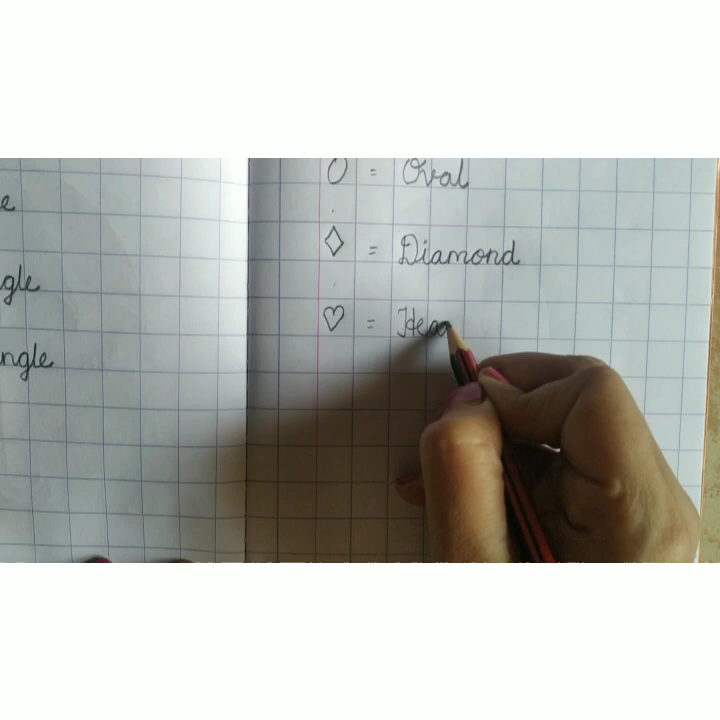 e
gle
ngle
= Oval
= Diamond
= Hea